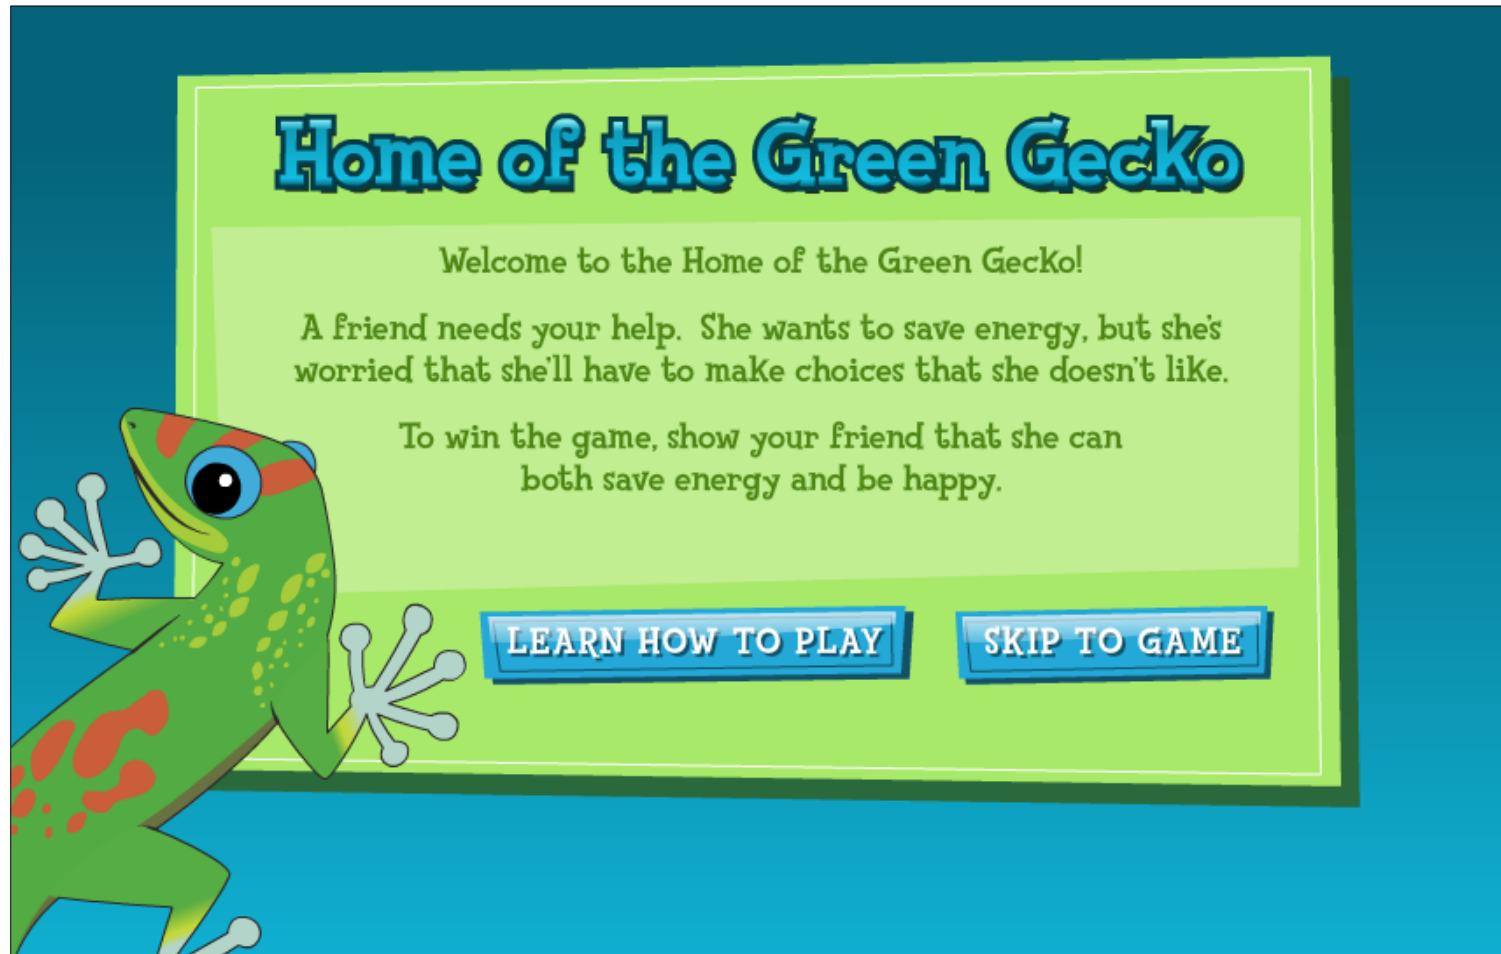 Home of the Green Gecko
Welcome to the Home of the Green Gecko!
A friend needs your help.  She wants to save energy, but she's
worried that she'll have to make choices that she doesn't like.
To win the game, show your friend that she can
both save energy and be happy.
LEARN HOW TO PLAY
SKIP TO GAME